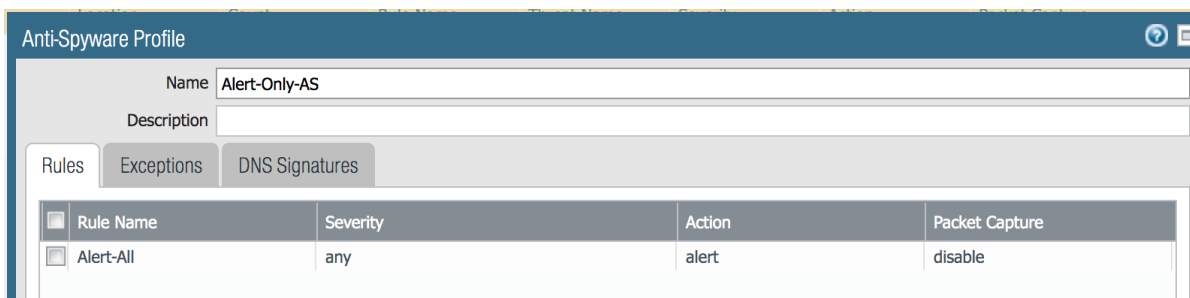 Anti-Spyware Profile
Name Alert-Only-AS
Description
Rules Exceptions DNS Signatures
Rule Name Severity Action Packet Capture
Alert-All any alert disable